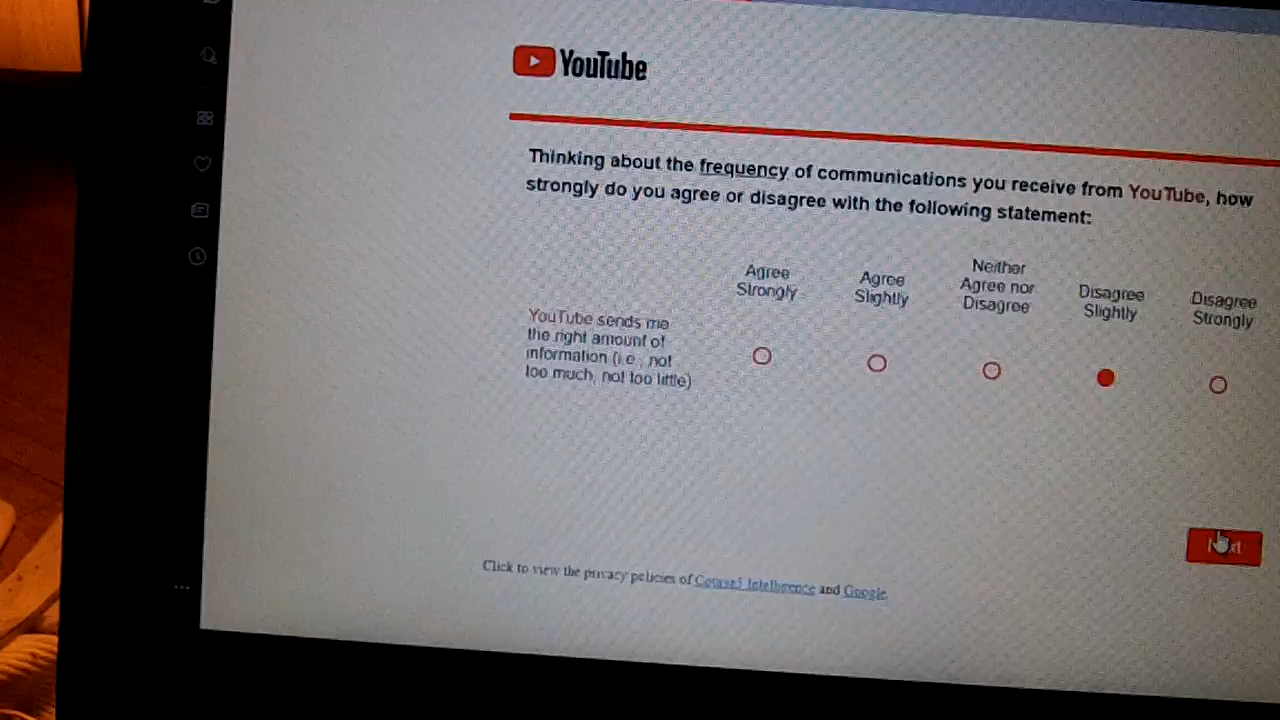 YouTube
Thinking about the frequency of communications you receive from YouTube, how
strongly do you agree or disagree with the following statement:
Agree
Strongly
Agree
Slightly
Neither
Agree nor
Disagree
Disagree
Slightly
Disagree
Strongly
YouTube sends me
the right amount of
information (i.e., not
too much, not too little)
Next
Click to view the privacy policies of Intelligence and Google